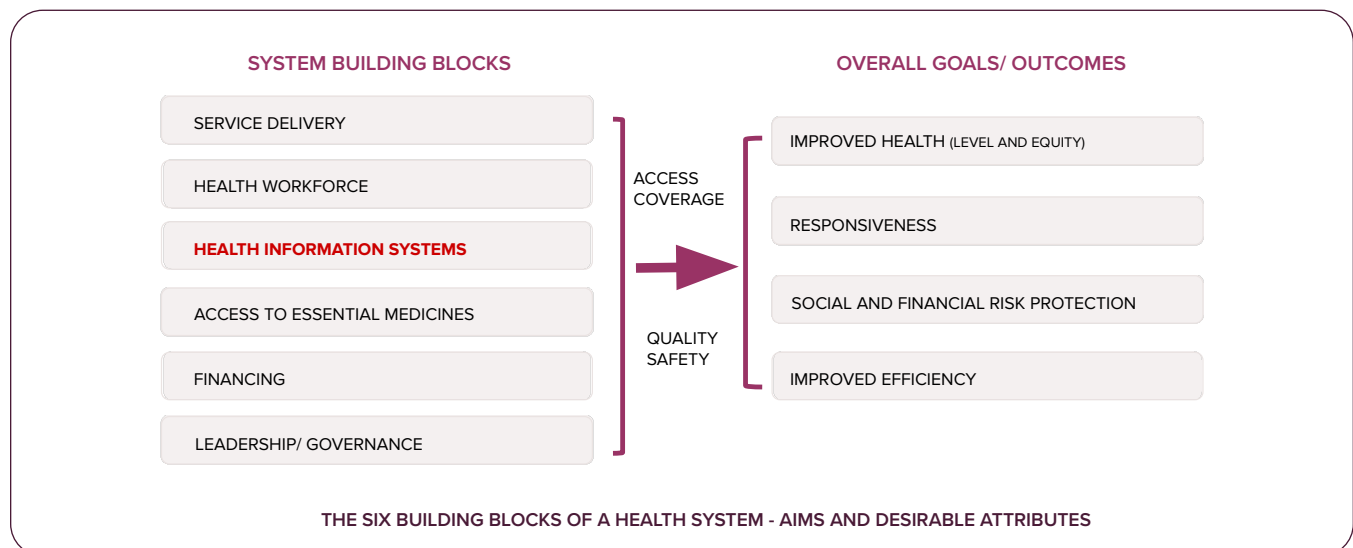 SYSTEM BUILDING BLOCKS
SERVICE DELIVERY
HEALTH WORKFORCE
HEALTH INFORMATION SYSTEMS
ACCESS TO ESSENTIAL MEDICINES
FINANCING
LEADERSHIP/ GOVERNANCE
ACCESS
COVERAGE
QUALITY
SAFETY
OVERALL GOALS/ OUTCOMES
IMPROVED HEALTH (LEVEL AND EQUITY)
RESPONSIVENESS
SOCIAL AND FINANCIAL RISK PROTECTION
IMPROVED EFFICIENCY
THE SIX BUILDING BLOCKS OF A HEALTH SYSTEM - AIMS AND DESIRABLE ATTRIBUTES